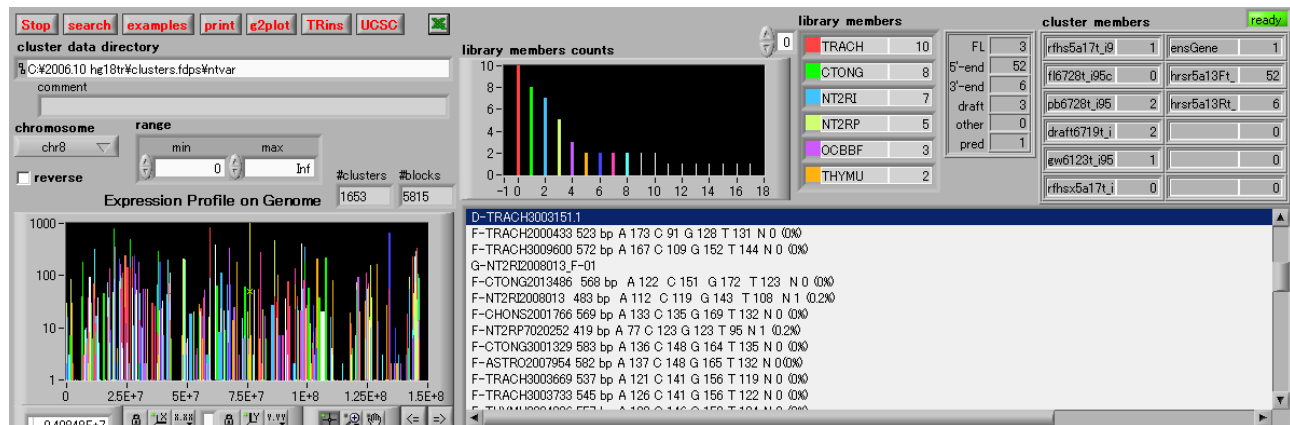 Stop search examples print g2plot TRins UCSC
cluster data directory
C:¥2006.10 hg18tr¥clusters.fdps¥ntvar
comment
chromosome
chr8
range
min max
0 Inf
reverse
#clusters #blocks
1653 5815
Expression Profile on Genome
1000
100
10
1
0 2.5E+7 5E+7 7.5E+7 1E+8 1.25E+8 1.5E+8
library members counts
0
10
8
6
4
2
0
-1 0 2 4 6 8 10 12 14 16 18
library members
TRACH 10
CTONG 8
NT2RI 7
NT2RP 5
OCBBF 3
THYMU 2
FL 3
5'-end 52
3'-end 6
draft 3
other 0
pred 1
cluster members
ready
rfhs5a17t_i9 1 ensGene 1
fl6728t_i95c 0 hrsr5a13Ft_ 52
pb6728t_i95 2 hrsr5a13Rt_ 6
draft6719t_i 2 0
gw6123t_i95 1 0
rfhsx5a17t_i 0 0
D-TRACH3003151.1
F-TRACH2000433 523 bp A 173 C 91 G 128 T 131 N 0 (0%)
F-TRACH3009600 572 bp A 167 C 109 G 152 T 144 N 0 (0%)
G-NT2RI2008013_F-01
F-CTONG2013486 568 bp A 122 C 151 G 172 T 123 N 0 (0%)
F-NT2RI2008013 483 bp A 112 C 119 G 143 T 108 N 1 (0.2%)
F-CHONS2001766 569 bp A 133 C 135 G 169 T 132 N 0 (0%)
F-NT2RP7020252 419 bp A 77 C 123 G 123 T 95 N 1 (0.2%)
F-CTONG3001329 583 bp A 136 C 148 G 164 T 135 N 0 (0%)
F-ASTRO2007954 582 bp A 137 C 148 G 165 T 132 N 0 (0%)
F-TRACH3003669 537 bp A 121 C 141 G 156 T 119 N 0 (0%)
F-TRACH3003733 545 bp A 126 C 141 G 156 T 122 N 0 (0%)